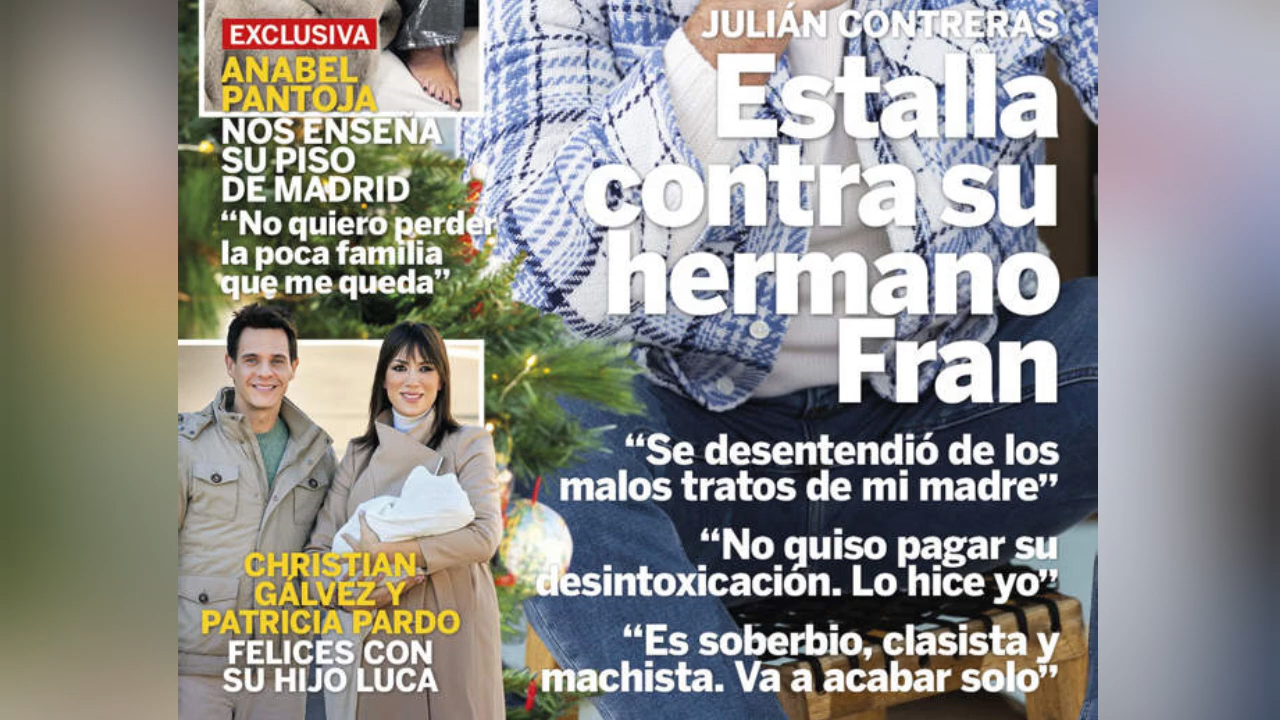 EXCLUSIVA
ANABEL
PANTOJA
NOS ENSEÑA
SU PISO
DE MADRID
“No quiero perder
la poca familia
que me queda”
CHRISTIAN
GÁLVEZ Y
PATRICIA PARDO
FELICES CON
SU HIJO LUCA
JULIÁN CONTRERAS
Estalla
contra su
hermano
Fran
“Se desentendió de los
malos tratos de mi madre”
“No quiso pagar su
desintoxicación. Lo hice yo”
“Es soberbio, clasista y
machista. Va a acabar solo”